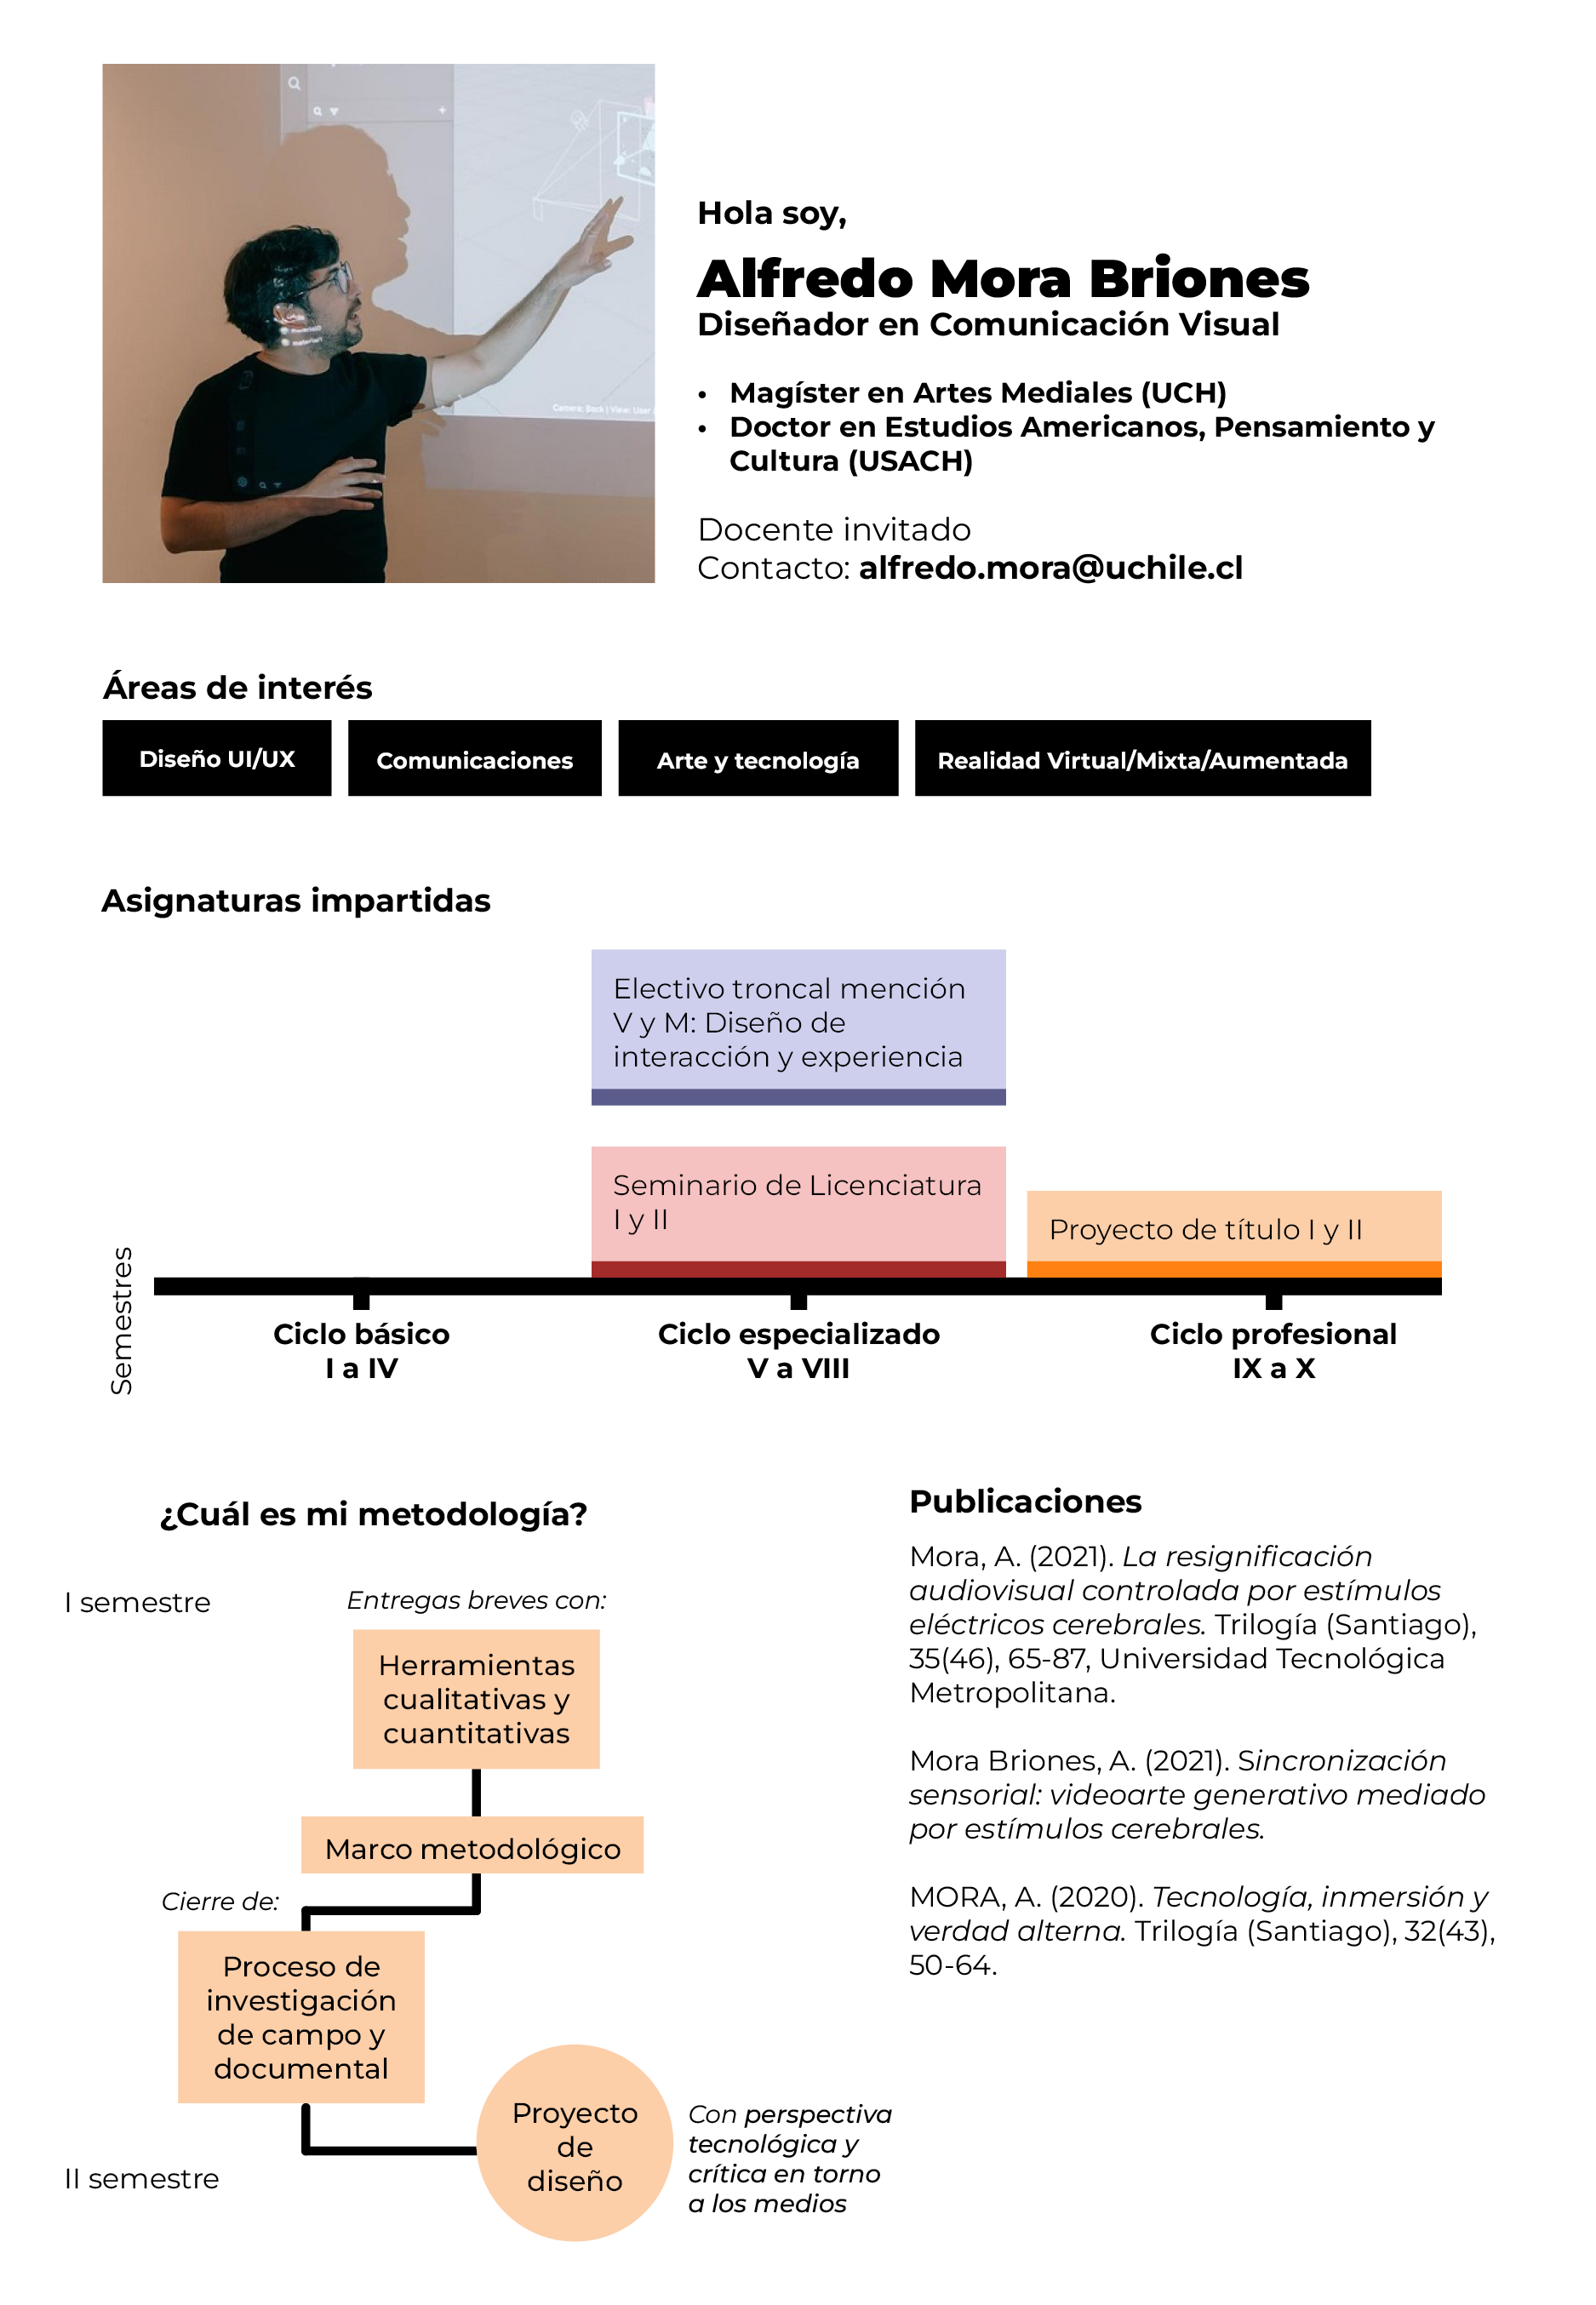 Camera: Back | View: User
Hola soy,
Alfredo Mora Briones
Diseñador en Comunicación Visual
• Magíster en Artes Mediales (UCH)
• Doctor en Estudios Americanos, Pensamiento y
Cultura (USACH)
Docente invitado
Contacto: alfredo.mora@uchile.cl
Áreas de interés
Diseño UI/UX
Comunicaciones
Arte y tecnología
Realidad Virtual/Mixta/Aumentada
Asignaturas impartidas
Electivo troncal mención
V y M: Diseño de
interacción y experiencia
Seminario de Licenciatura
I y II
Proyecto de título I y II
Semestres
Ciclo básico
I a IV
Ciclo especializado
V a VIII
Ciclo profesional
IX a X
¿Cuál es mi metodología?
I semestre
Entregas breves con:
Herramientas
cualitativas y
cuantitativas
Marco metodológico
Cierre de:
Proceso de
investigación
de campo y
documental
Proyecto
de
diseño
Con perspectiva
tecnológica y
crítica en torno
a los medios
II semestre
Publicaciones
Mora, A. (2021). La resignificación
audiovisual controlada por estímulos
eléctricos cerebrales. Trilogía (Santiago),
35(46), 65-87, Universidad Tecnológica
Metropolitana.
Mora Briones, A. (2021). Sincronización
sensorial: videoarte generativo mediado
por estímulos cerebrales.
MORA, A. (2020). Tecnología, inmersión y
verdad alterna. Trilogía (Santiago), 32(43),
50-64.